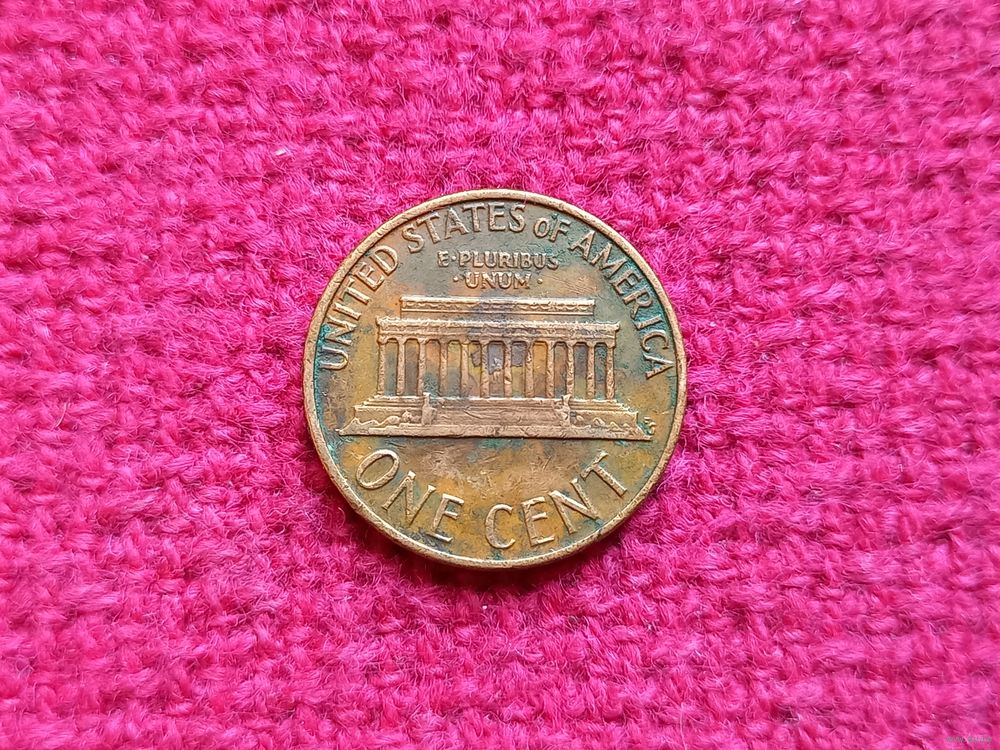 UNITED STATES OF AMERICA
E·PLURIBUS
·UNUM·
ONE CENT